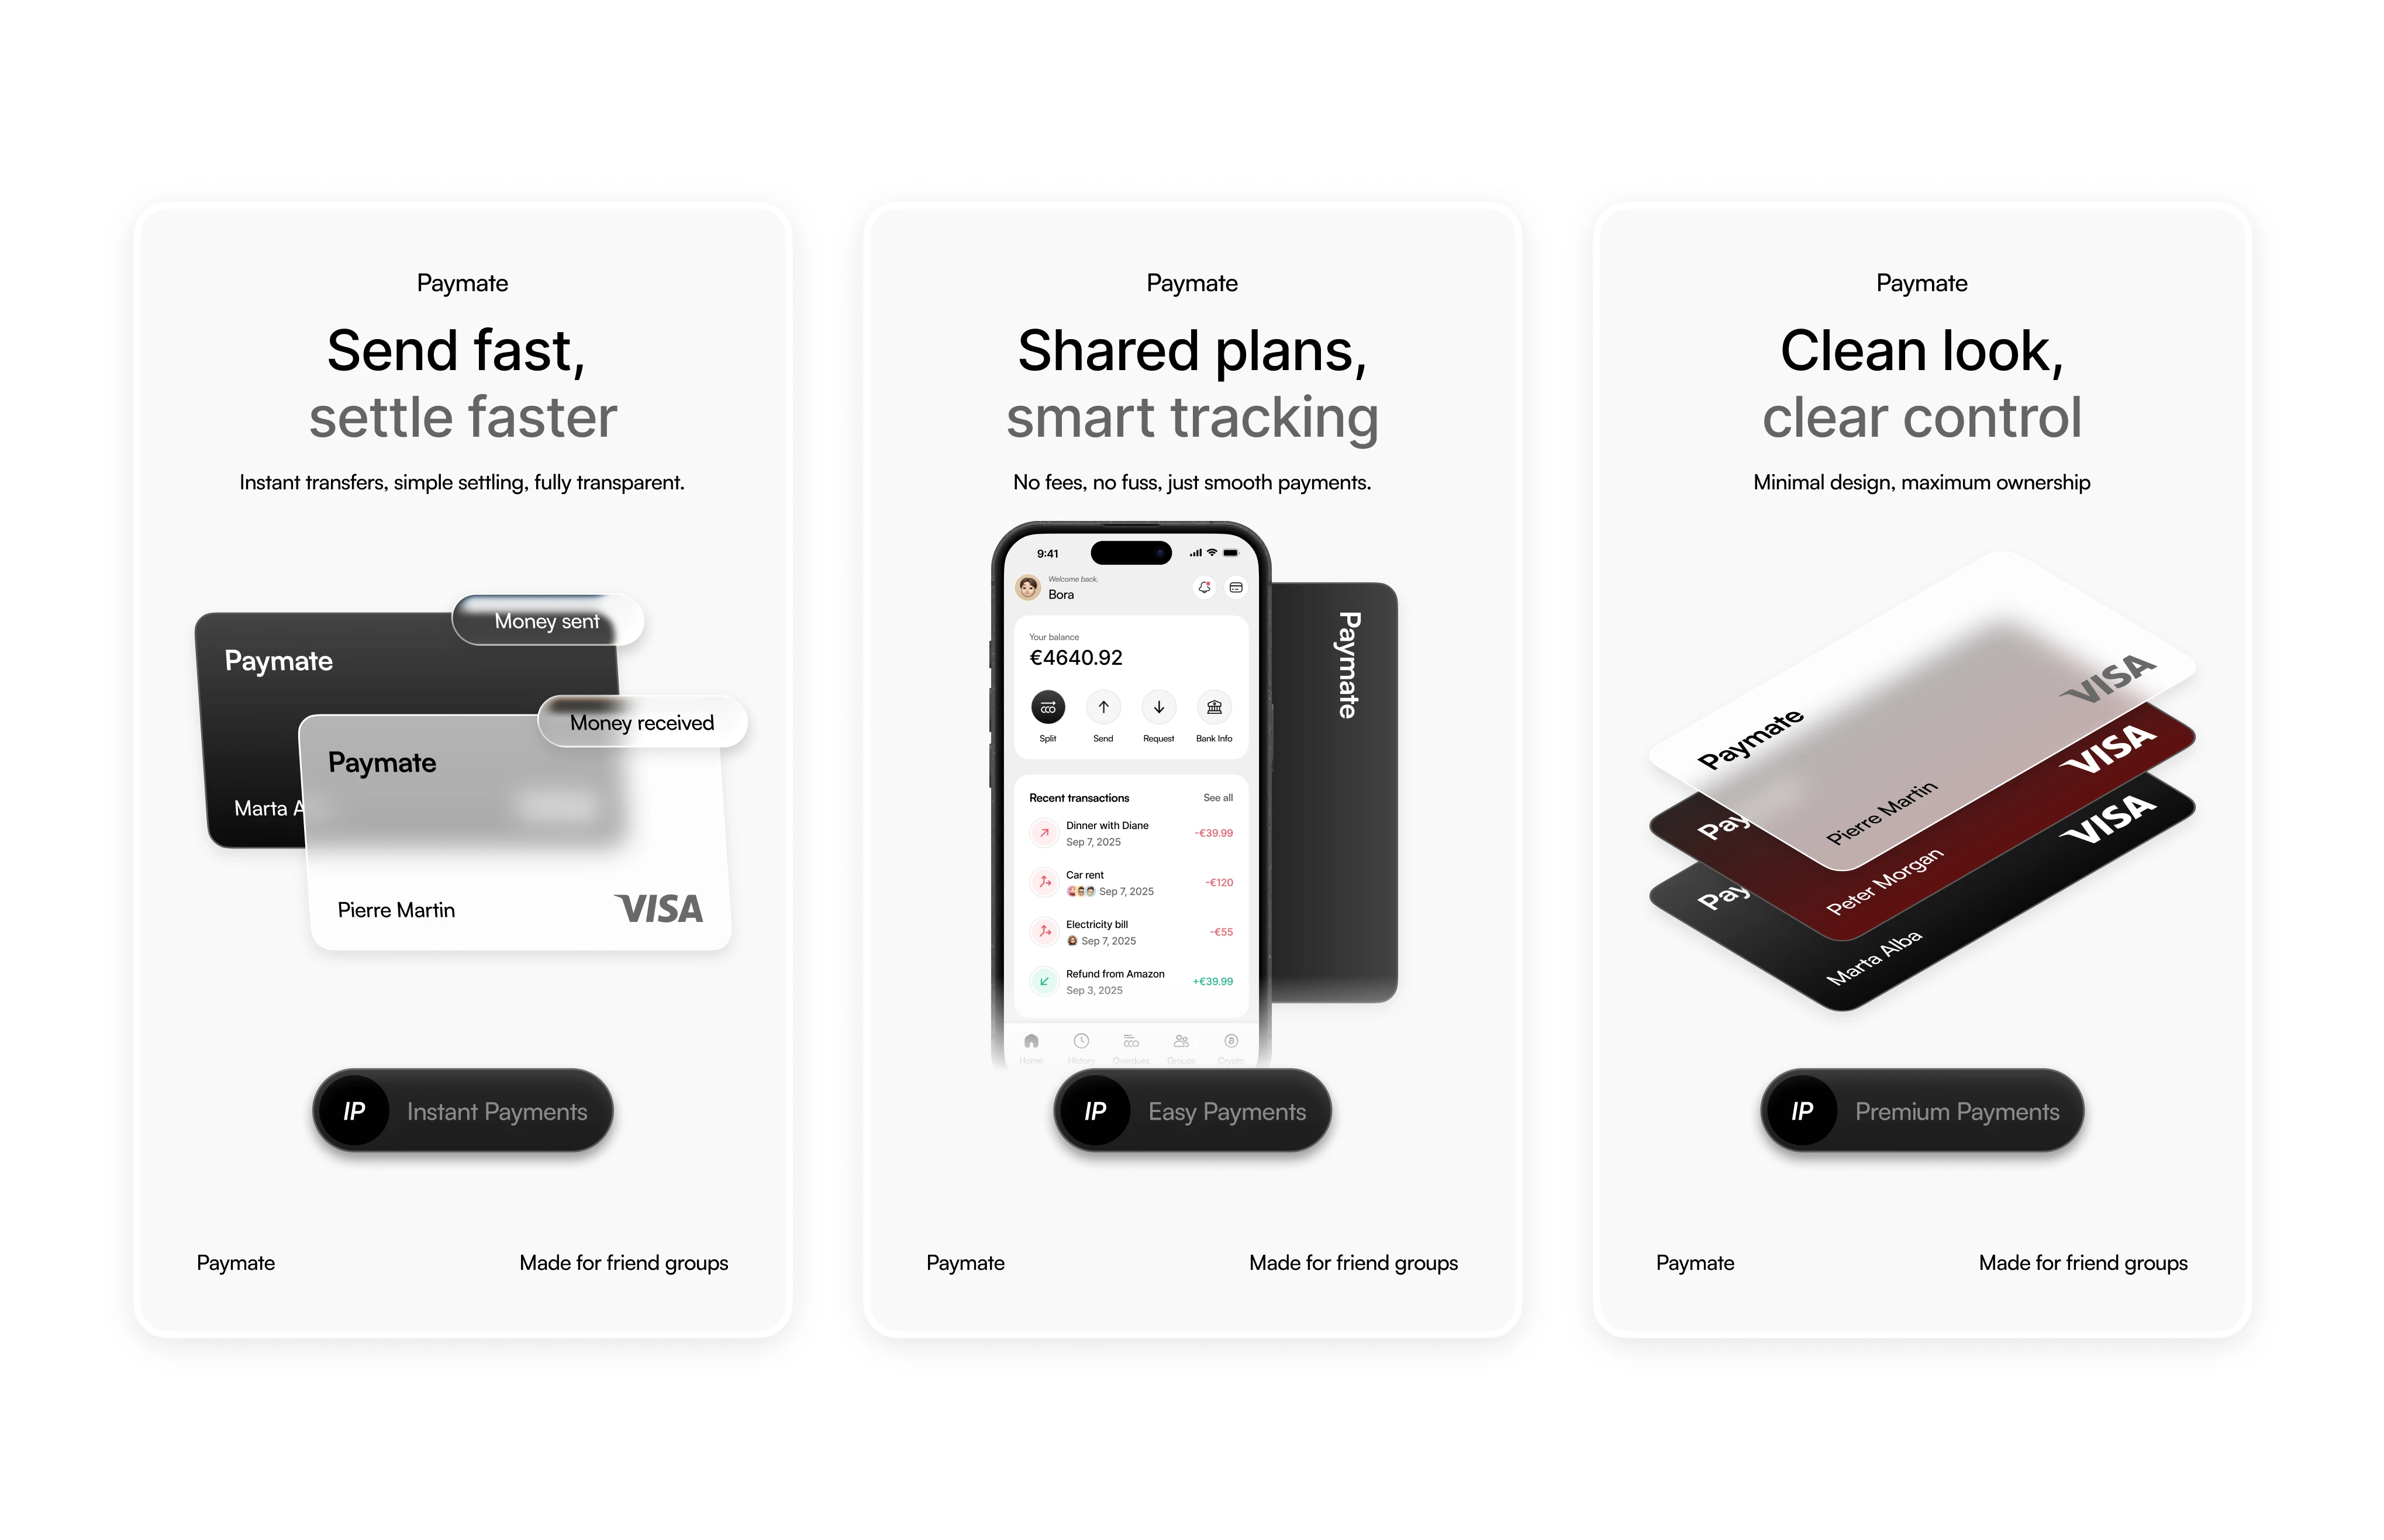 Paymate
Send fast,
settle faster
Instant transfers, simple settling, fully transparent.
Money sent
Paymate
Money received
Paymate
Marta A
Pierre Martin
VISA
IP
Instant Payments
Paymate
Made for friend groups
Paymate
Shared plans,
smart tracking
No fees, no fuss, just smooth payments.
9:41
Welcome back,
Bora
Your balance
€4640.92
Split
Send
Request
Bank Info
Recent transactions
See all
Dinner with Diane
Sep 7, 2025
-€39.99
Car rent
Sep 7, 2025
-€120
Electricity bill
Sep 7, 2025
-€55
Refund from Amazon
Sep 3, 2025
+€39.99
Home
History
Overdues
Groups
Crypto
Paymate
IP
Easy Payments
Paymate
Made for friend groups
Paymate
Clean look,
clear control
Minimal design, maximum ownership
Paymate
VISA
Pierre Martin
Pay
VISA
Peter Morgan
Pay
VISA
Marta Alba
IP
Premium Payments
Paymate
Made for friend groups